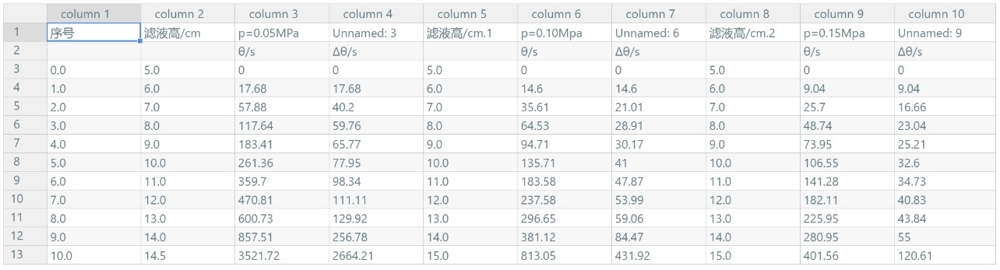 column 1 column 2 column 3 column 4 column 5 column 6 column 7 column 8 column 9 column 10
1 序号 滤液高/cm p=0.05MPa Unnamed: 3 滤液高/cm.1 p=0.10Mpa Unnamed: 6 滤液高/cm.2 p=0.15MPa Unnamed: 9
2 θ/s Δθ/s θ/s Δθ/s θ/s Δθ/s
3 0.0 5.0 0 0 5.0 0 0 5.0 0 0
4 1.0 6.0 17.68 17.68 6.0 14.6 14.6 6.0 9.04 9.04
5 2.0 7.0 57.88 40.2 7.0 35.61 21.01 7.0 25.7 16.66
6 3.0 8.0 117.64 59.76 8.0 64.53 28.91 8.0 48.74 23.04
7 4.0 9.0 183.41 65.77 9.0 94.71 30.17 9.0 73.95 25.21
8 5.0 10.0 261.36 77.95 10.0 135.71 41 10.0 106.55 32.6
9 6.0 11.0 359.7 98.34 11.0 183.58 47.87 11.0 141.28 34.73
10 7.0 12.0 470.81 111.11 12.0 237.58 53.99 12.0 182.11 40.83
11 8.0 13.0 600.73 129.92 13.0 296.65 59.06 13.0 225.95 43.84
12 9.0 14.0 857.51 256.78 14.0 381.12 84.47 14.0 280.95 55
13 10.0 14.5 3521.72 2664.21 15.0 813.05 431.92 15.0 401.56 120.61